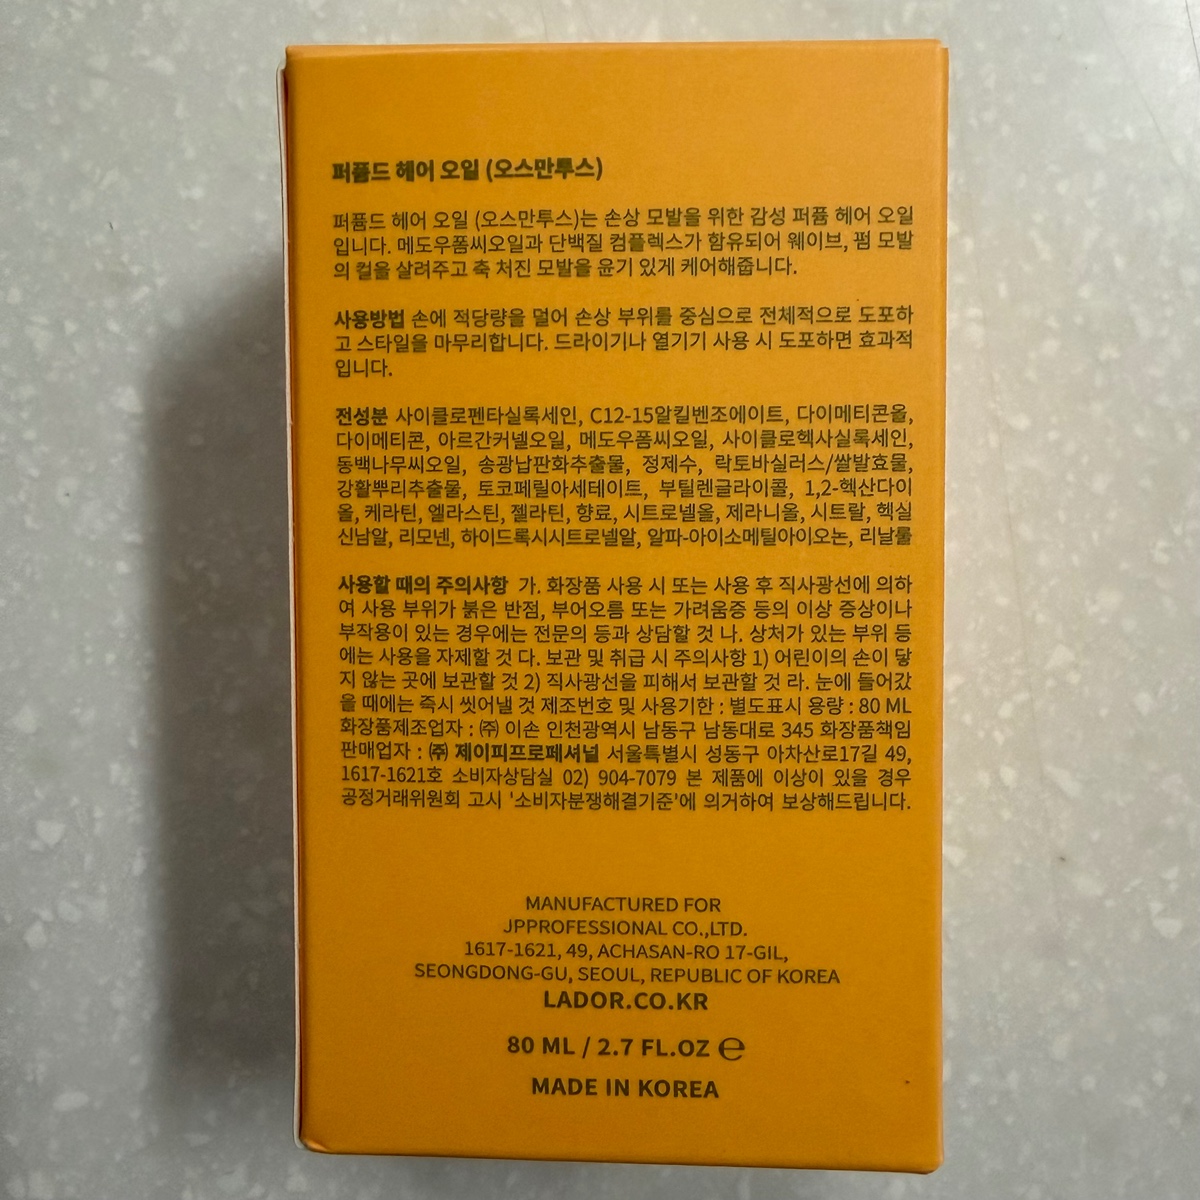 퍼퓸드 헤어 오일 (오스만투스)
퍼퓸드 헤어 오일 (오스만투스)는 손상 모발을 위한 감성 퍼퓸 헤어 오일
입니다. 메도우폼씨오일과 단백질 컴플렉스가 함유되어 웨이브, 펌 모발
의 컬을 살려주고 축 처진 모발을 윤기 있게 케어해줍니다.
사용방법 손에 적당량을 덜어 손상 부위를 중심으로 전체적으로 도포하
고 스타일을 마무리합니다. 드라이기나 열기기 사용 시 도포하면 효과적
입니다.
전성분 사이클로펜타실록세인, C12-15알킬벤조에이트, 다이메티콘올,
다이메티콘, 아르간커넬오일, 메도우폼씨오일, 사이클로헥사실록세인,
동백나무씨오일, 송광납판화추출물, 정제수, 락토바실러스/쌀발효물,
강활뿌리추출물, 토코페릴아세테이트, 부틸렌글라이콜, 1,2-헥산다이
올, 케라틴, 엘라스틴, 젤라틴, 향료, 시트로넬올, 제라니올, 시트랄, 헥실
신남알, 리모넨, 하이드록시시트로넬알, 알파-아이소메틸아이오논, 리날룰
사용할 때의 주의사항 가. 화장품 사용 시 또는 사용 후 직사광선에 의하
여 사용 부위가 붉은 반점, 부어오름 또는 가려움증 등의 이상 증상이나
부작용이 있는 경우에는 전문의 등과 상담할 것 나. 상처가 있는 부위 등
에는 사용을 자제할 것 다. 보관 및 취급 시 주의사항 1) 어린이의 손이 닿
지 않는 곳에 보관할 것 2) 직사광선을 피해서 보관할 것 라. 눈에 들어갔
을 때에는 즉시 씻어낼 것 제조번호 및 사용기한 : 별도표시 용량 : 80 ML
화장품제조업자 : ㈜ 이손 인천광역시 남동구 남동대로 345 화장품책임
판매업자 : ㈜ 제이피프로페셔널 서울특별시 성동구 아차산로17길 49,
1617-1621호 소비자상담실 02) 904-7079 본 제품에 이상이 있을 경우
공정거래위원회 고시 '소비자분쟁해결기준'에 의거하여 보상해드립니다.
MANUFACTURED FOR
JPPROFESSIONAL CO.,LTD.
1617-1621, 49, ACHASAN-RO 17-GIL,
SEONGDONG-GU, SEOUL, REPUBLIC OF KOREA
LADOR.CO.KR
80 ML / 2.7 FL.OZ ℮
MADE IN KOREA